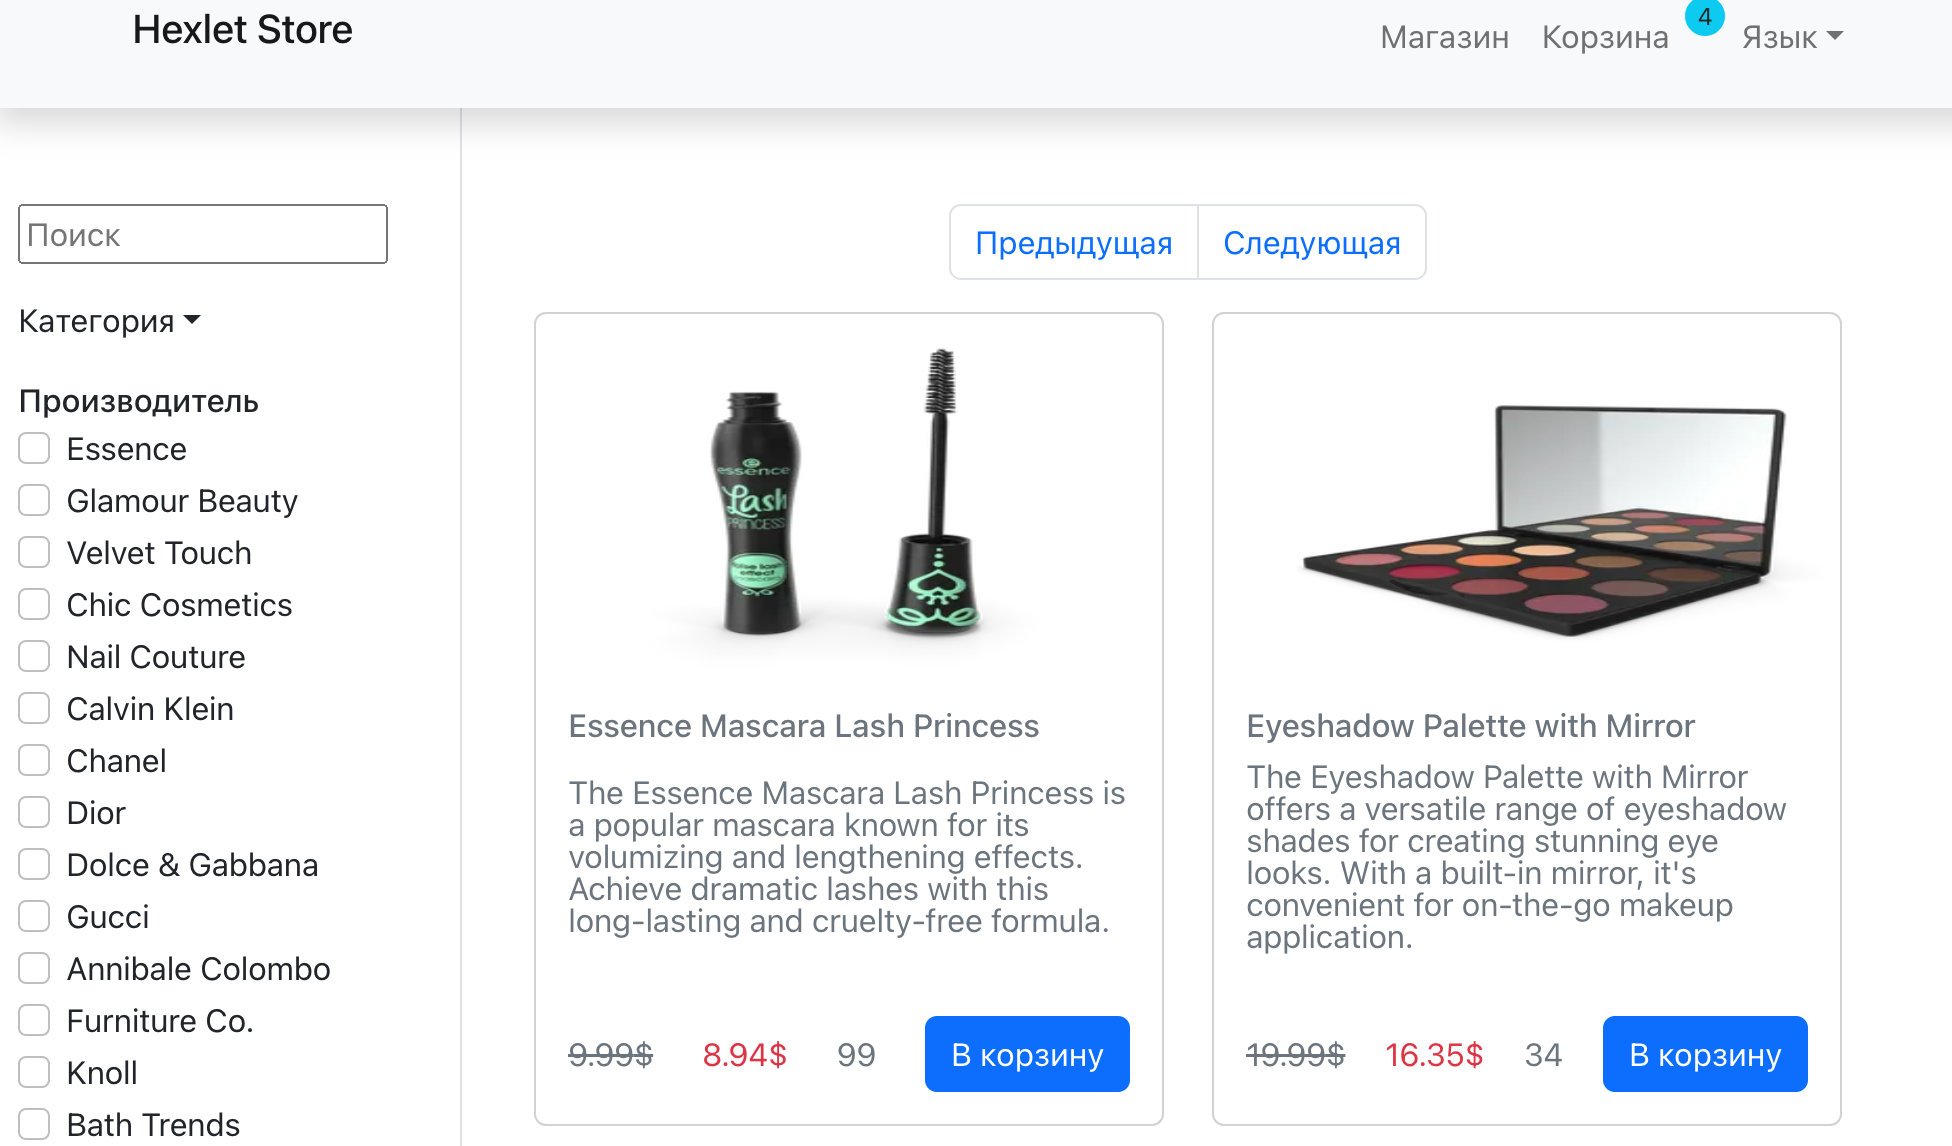 Hexlet Store
Магазин Корзина 4 Язык
Поиск
Категория
Производитель
Essence
Glamour Beauty
Velvet Touch
Chic Cosmetics
Nail Couture
Calvin Klein
Chanel
Dior
Dolce & Gabbana
Gucci
Annibale Colombo
Furniture Co.
Knoll
Bath Trends
Предыдущая Следующая
essence
Lash
PRINCESS
false lash
effect
Essence Mascara Lash Princess
The Essence Mascara Lash Princess is
a popular mascara known for its
volumizing and lengthening effects.
Achieve dramatic lashes with this
long-lasting and cruelty-free formula.
9.99$ 8.94$ 99 В корзину
Eyeshadow Palette with Mirror
The Eyeshadow Palette with Mirror
offers a versatile range of eyeshadow
shades for creating stunning eye
looks. With a built-in mirror, it's
convenient for on-the-go makeup
application.
19.99$ 16.35$ 34 В корзину